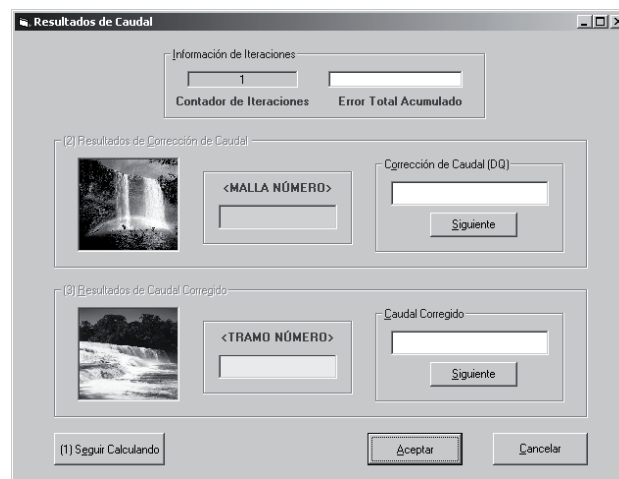 Resultados de Caudal
Información de Iteraciones
1
Contador de Iteraciones Error Total Acumulado
(2) Resultados de Corrección de Caudal
<MALLA NÚMERO>
Corrección de Caudal (DQ)
Siguiente
(3) Resultados de Caudal Corregido
<TRAMO NÚMERO>
Caudal Corregido
Siguiente
(1) Seguir Calculando Aceptar Cancelar